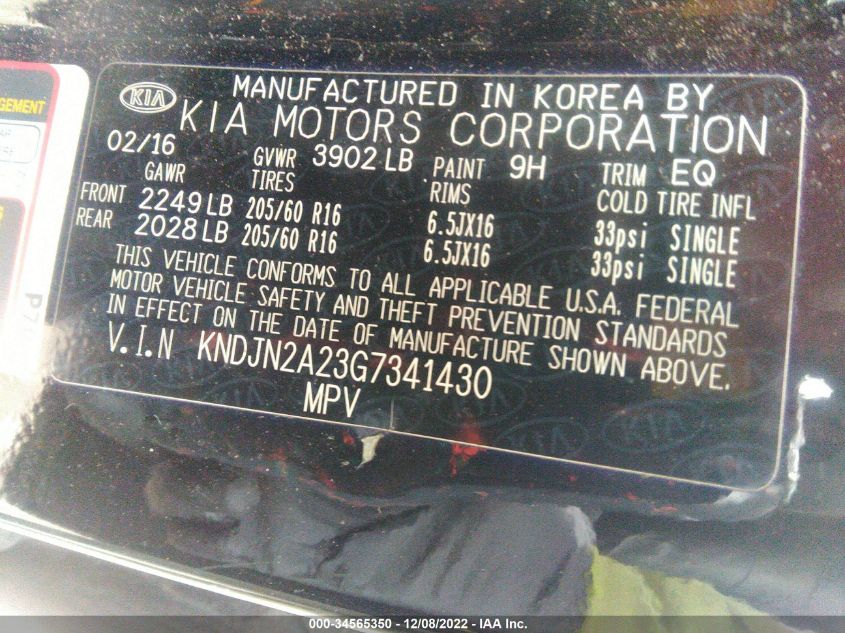 MANUFACTURED IN KOREA BY
KIA
KIA MOTORS CORPORATION
02/16 GVWR 3902 LB PAINT 9H TRIM EQ
GAWR TIRES RIMS COLD TIRE INFL
FRONT 2249 LB 205/60 R16 6.5JX16 33psi SINGLE
REAR 2028 LB 205/60 R16 6.5JX16 33psi SINGLE
THIS VEHICLE CONFORMS TO ALL APPLICABLE U.S.A. FEDERAL
MOTOR VEHICLE SAFETY AND THEFT PREVENTION STANDARDS
IN EFFECT ON THE DATE OF MANUFACTURE SHOWN ABOVE.
V.I.N KNDJN2A23G7341430
MPV
000-34565350 - 12/08/2022 - IAA Inc.